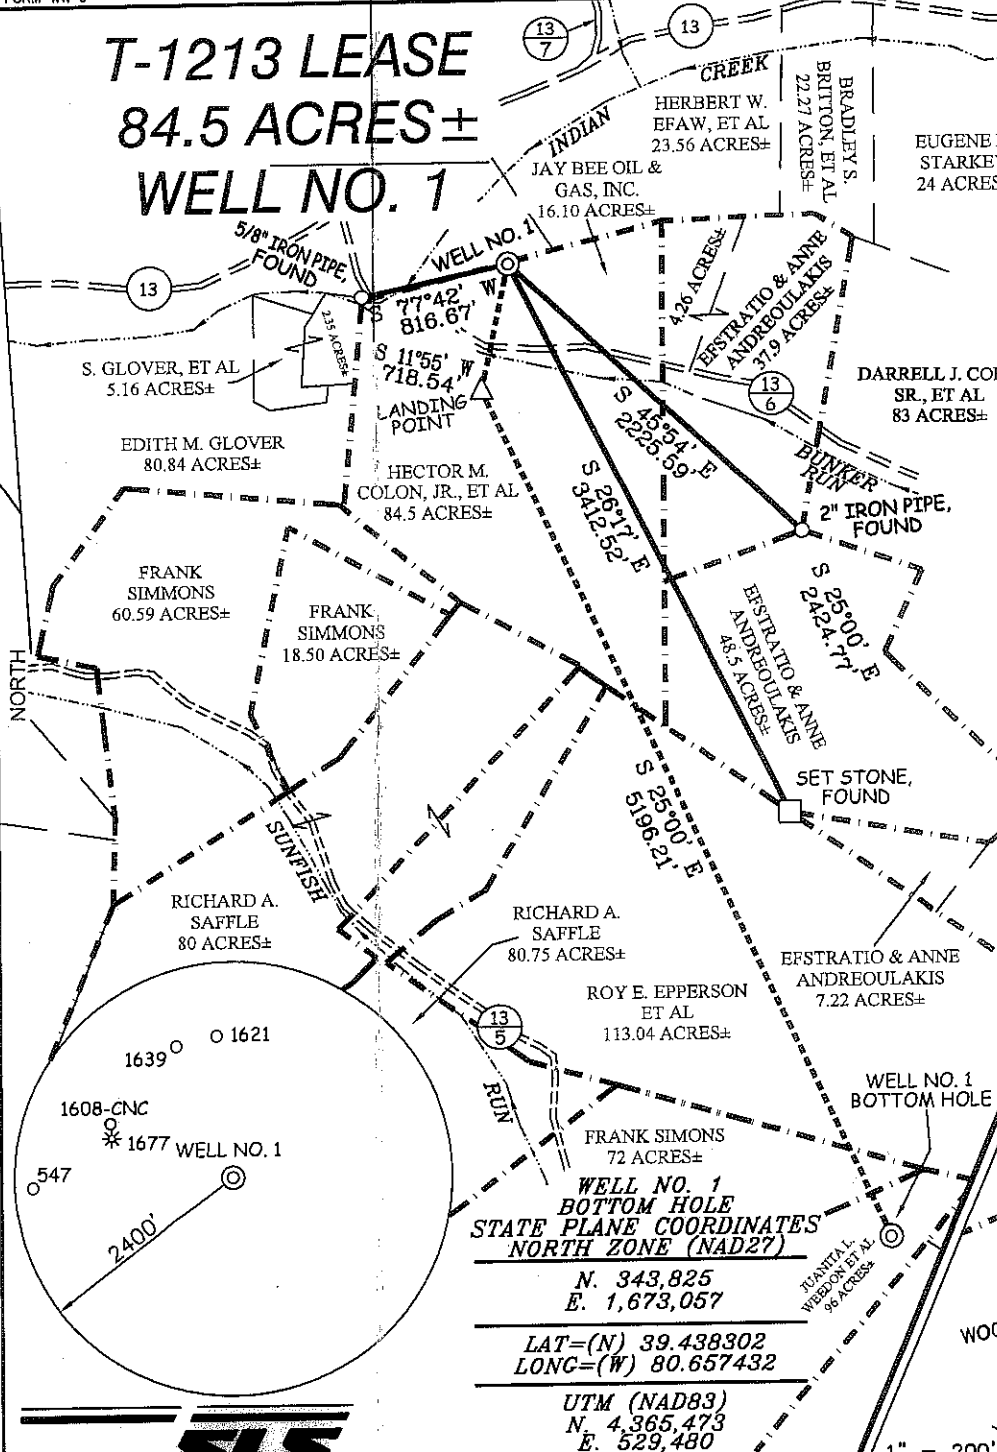 T-1213 LEASE
84.5 ACRES±
WELL NO. 1
13
7
13
INDIAN
CREEK
HERBERT W.
EFAW, ET AL
23.56 ACRES±
BRADLEY S.
BRITTON, ET AL
22.27 ACRES±
EUGENE
STARKEY
24 ACRES
JAY BEE OIL &
GAS, INC.
16.10 ACRES±
5/8" IRON PIPE,
FOUND
WELL NO. 1
13
S 77°42' W
816.67'
2.35 ACRES±
4.26 ACRES±
EFSTRATIO & ANNE
ANDREOULAKIS
37.9 ACRES±
S. GLOVER, ET AL
5.16 ACRES±
S 11°55' W
718.54'
LANDING
POINT
13
6
DARRELL J.
SR., ET AL
83 ACRES±
EDITH M. GLOVER
80.84 ACRES±
HECTOR M.
COLON, JR., ET AL
84.5 ACRES±
S 45°54' E
2225.59'
S 26°17' E
3412.52'
BUNKER
RUN
2" IRON PIPE,
FOUND
FRANK
SIMMONS
60.59 ACRES±
FRANK
SIMMONS
18.50 ACRES±
S 25°00' E
2424.77'
EFSTRATIO & ANNE
ANDREOULAKIS
48.5 ACRES±
NORTH
SET STONE,
FOUND
S 25°00' E
5196.21'
SUNFISH
RICHARD A.
SAFFLE
80 ACRES±
RICHARD A.
SAFFLE
80.75 ACRES±
EFSTRATIO & ANNE
ANDREOULAKIS
7.22 ACRES±
ROY E. EPPERSON
ET AL
113.04 ACRES±
13
5
RUN
WELL NO. 1
BOTTOM HOLE
1639
1621
1608-CNC
1677
WELL NO. 1
547
2400'
FRANK SIMONS
72 ACRES±
WELL NO. 1
BOTTOM HOLE
STATE PLANE COORDINATES
NORTH ZONE (NAD27)
N. 343,825
E. 1,673,057
LAT=(N) 39.438302
LONG=(W) 80.657432
UTM (NAD83)
N. 4,365,473
E. 529,480
JUANITA L.
WEEDON ET AL
96 ACRES±
SLS